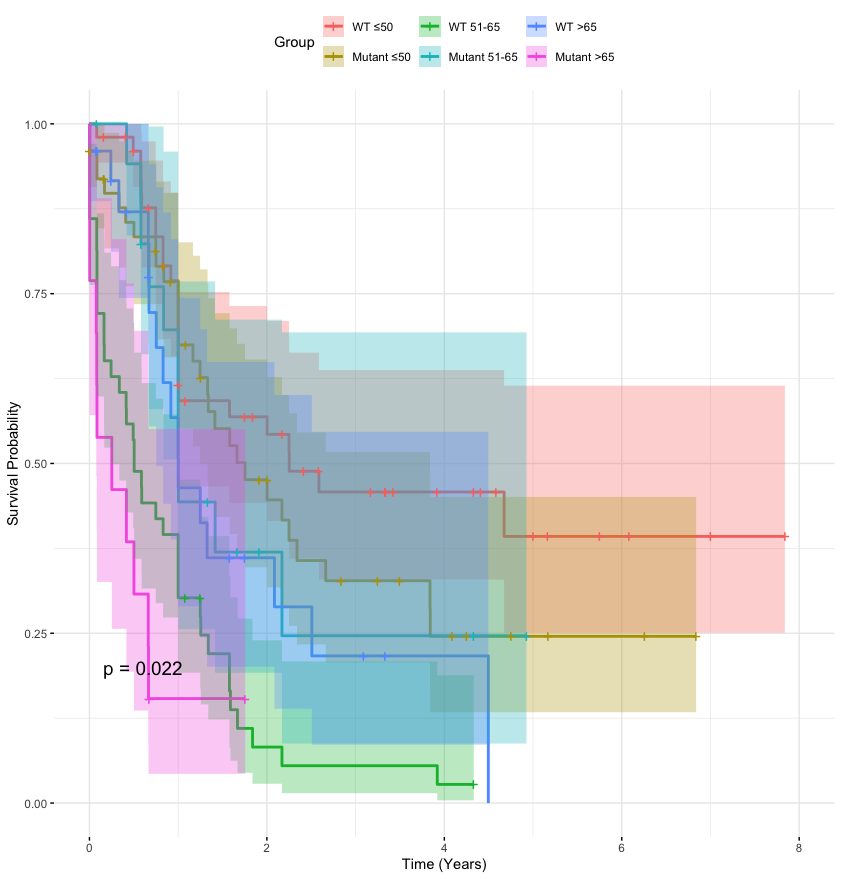 Group
WT ≤50
WT 51-65
WT >65
Mutant ≤50
Mutant 51-65
Mutant >65
Survival Probability
1.00
0.75
0.50
0.25
0.00
p = 0.022
0
2
4
6
8
Time (Years)